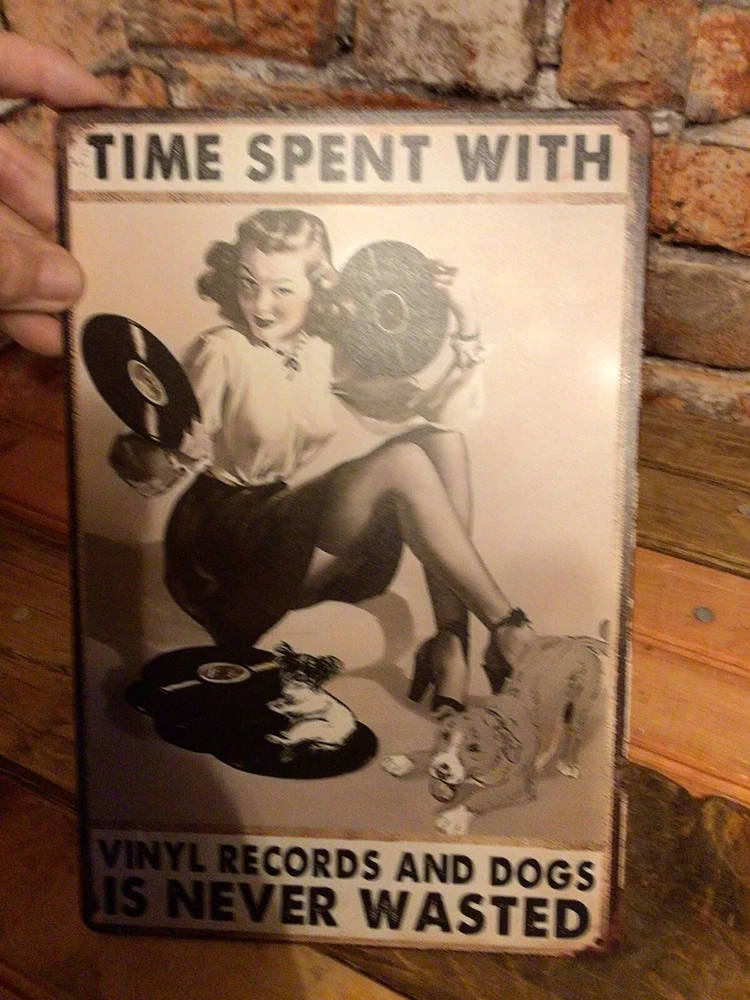 TIME SPENT WITH
VINYL RECORDS AND DOGS
IS NEVER WASTED